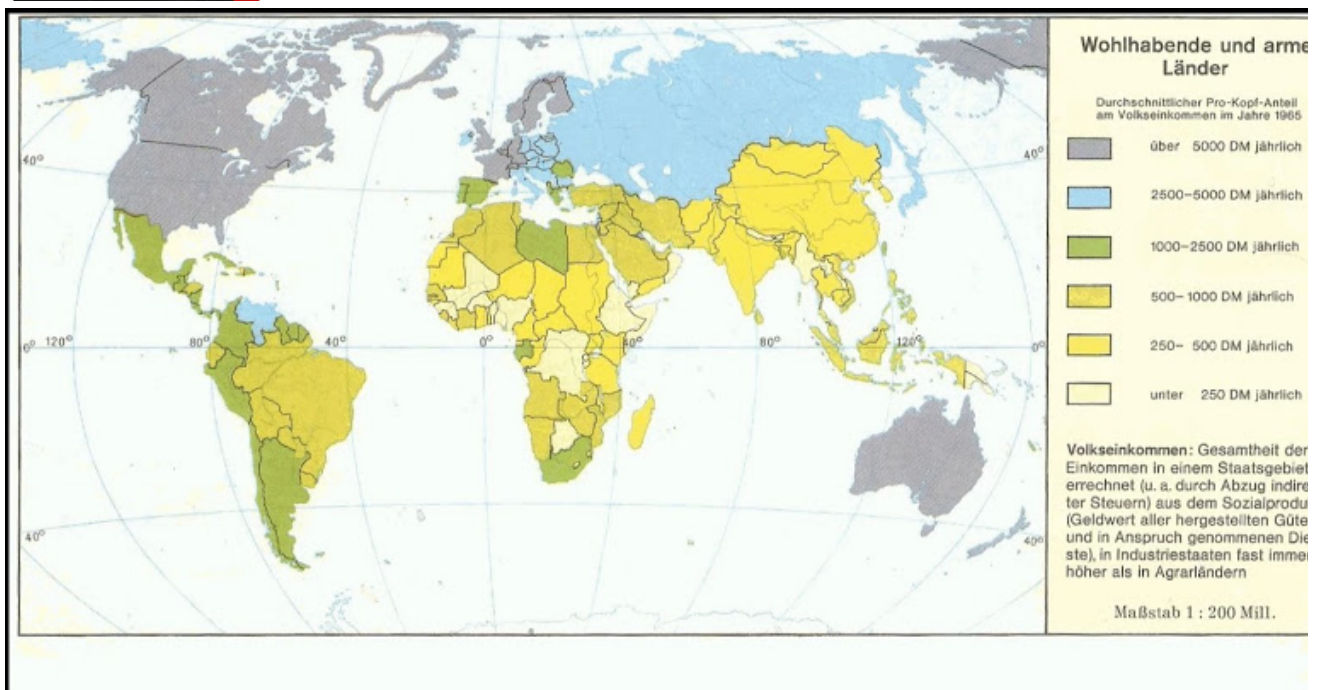 Wohlhabende und arme
Länder
Durchschnittlicher Pro-Kopf-Anteil
am Volkseinkommen im Jahre 1965
über 5000 DM jährlich
2500–5000 DM jährlich
1000–2500 DM jährlich
500–1000 DM jährlich
250– 500 DM jährlich
unter 250 DM jährlich
Volkseinkommen: Gesamtheit der
Einkommen in einem Staatsgebiet
errechnet (u. a. durch Abzug indire
ter Steuern) aus dem Sozialprodu
(Geldwert aller hergestellten Güte
und in Anspruch genommenen Die
ste), in Industriestaaten fast imme
höher als in Agrarländern
Maßstab 1 : 200 Mill.
40° 40°
0° 120° 80° 40° 0° 40° 80° 120° 0°
40° 40°